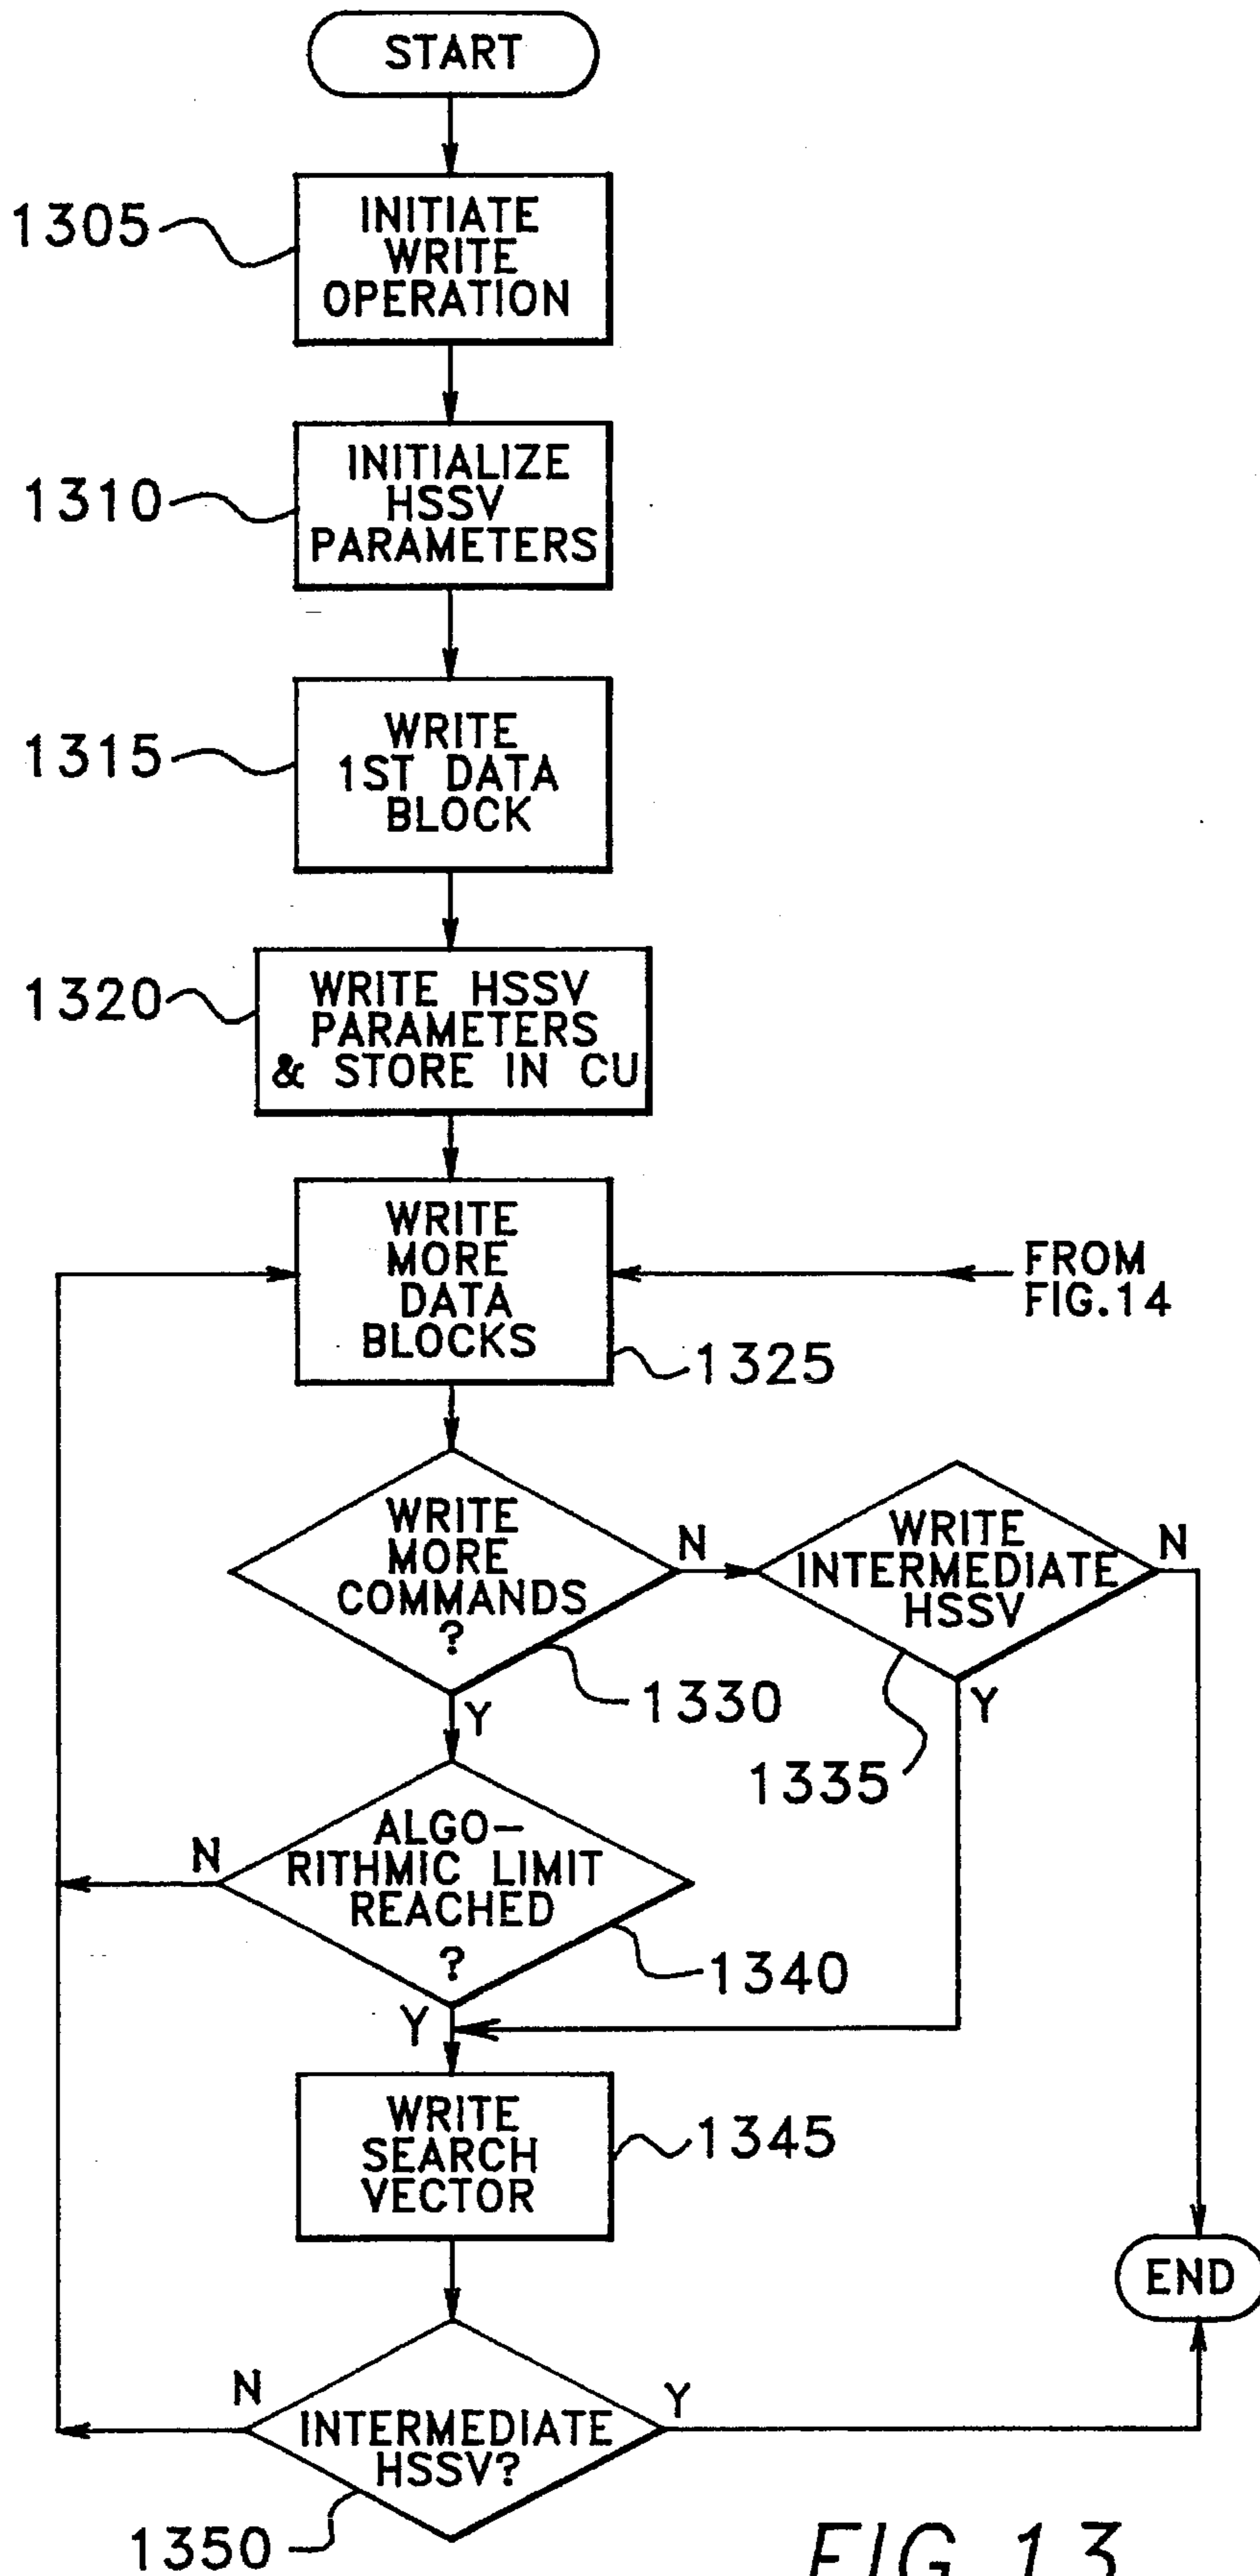 START
1305
INITIATE
WRITE
OPERATION
1310
INITIALIZE
HSSV
PARAMETERS
1315
WRITE
1ST DATA
BLOCK
1320
WRITE HSSV
PARAMETERS
& STORE IN CU
WRITE
MORE
DATA
BLOCKS
FROM
FIG.14
1325
WRITE
MORE
COMMANDS
?
N
WRITE
INTERMEDIATE
HSSV
N
1330
Y
Y
1335
N
ALGO-
RITHMIC LIMIT
REACHED
?
1340
Y
WRITE
SEARCH
VECTOR
1345
END
N
Y
INTERMEDIATE
HSSV?
1350
FIG.13